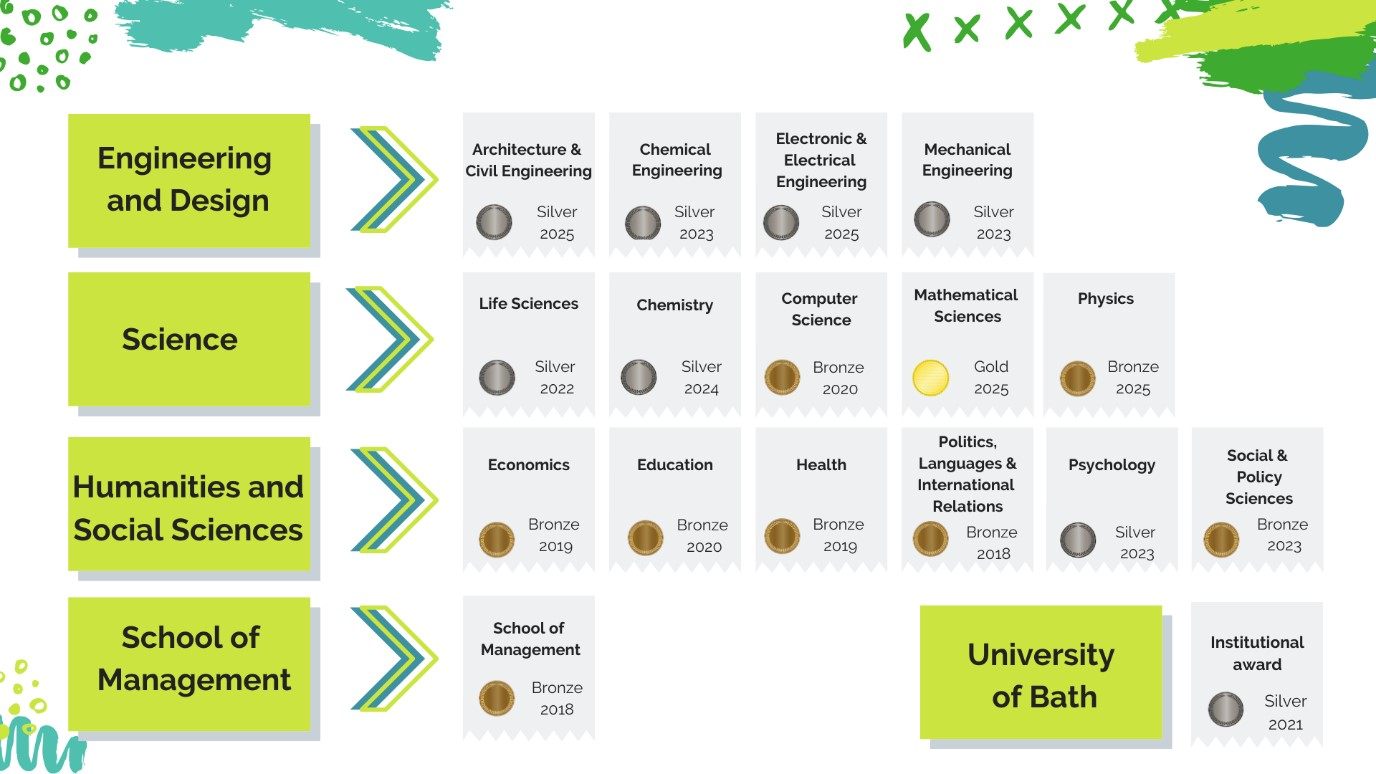 Engineering
and Design
Architecture &
Civil Engineering
Silver
2025
Chemical
Engineering
Silver
2023
Electronic &
Electrical
Engineering
Silver
2025
Mechanical
Engineering
Silver
2023
Science
Life Sciences
Silver
2022
Chemistry
Silver
2024
Computer
Science
Bronze
2020
Mathematical
Sciences
Gold
2025
Physics
Bronze
2025
Humanities and
Social Sciences
Economics
Bronze
2019
Education
Bronze
2020
Health
Bronze
2019
Politics,
Languages &
International
Relations
Bronze
2018
Psychology
Silver
2023
Social &
Policy
Sciences
Bronze
2023
School of
Management
School of
Management
Bronze
2018
University
of Bath
Institutional
award
Silver
2021